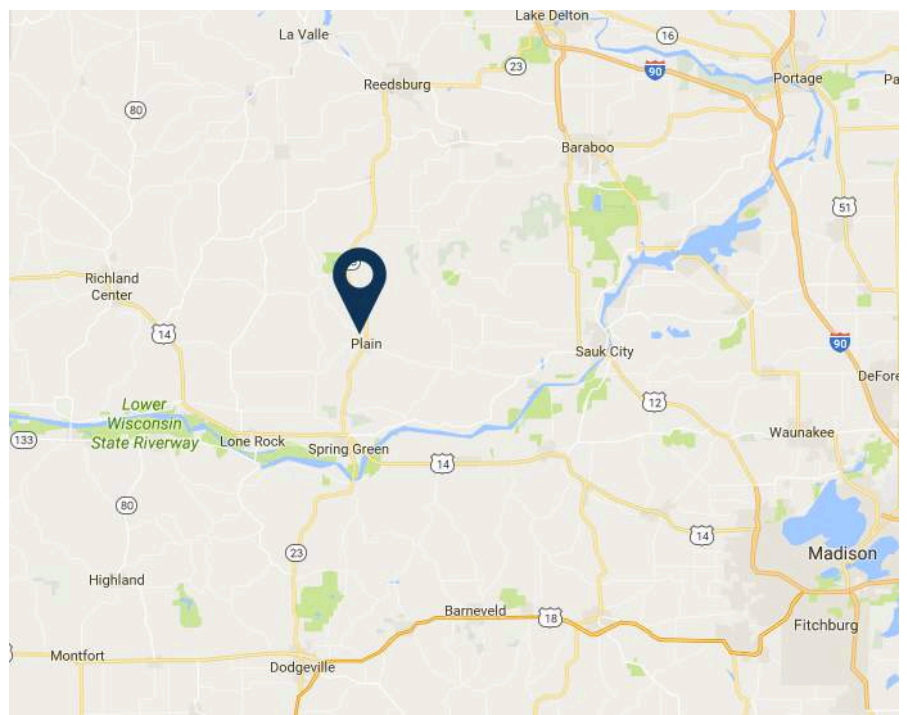 Lake Delton
La Valle
16
23
90
Portage
Pa
Reedsburg
80
Baraboo
51
Richland
Center
14
Plain
90
Sauk City
DeFore
12
Lower
Wisconsin
State Riverway
133
Lone Rock
Spring Green
14
Waunakee
80
14
Madison
23
Highland
Barneveld
18
Fitchburg
Montfort
Dodgeville